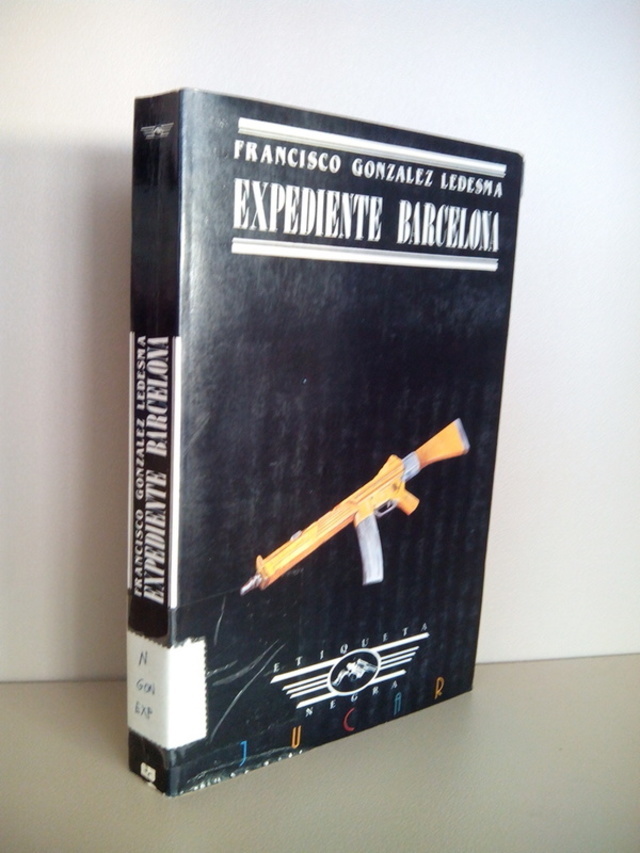 FRANCISCO GONZALEZ LEDESMA
EXPEDIENTE BARCELONA
ETIQUETA
NEGRA
JUCAR
FRANCISCO GONZALEZ LEDESMA
EXPEDIENTE BARCELONA
N
GON
EXP